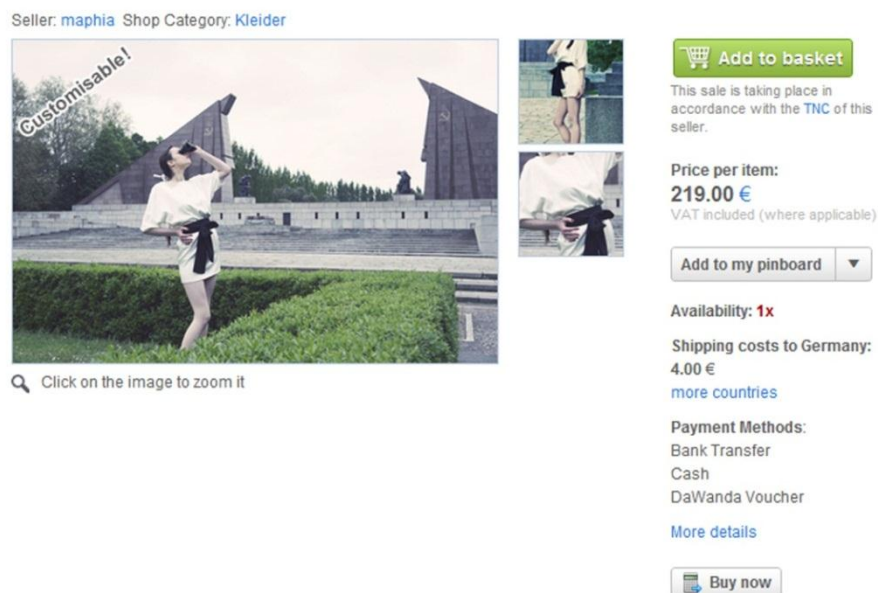 Seller: maphia Shop Category: Kleider
Customisable!
Click on the image to zoom it
Add to basket
This sale is taking place in
accordance with the TNC of this
seller.
Price per item:
219.00 €
VAT included (where applicable)
Add to my pinboard
Availability: 1x
Shipping costs to Germany:
4.00 €
more countries
Payment Methods:
Bank Transfer
Cash
DaWanda Voucher
More details
Buy now